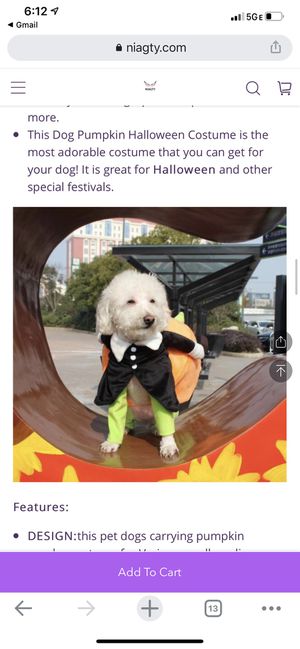 6:12
5GE
Gmail
niagty.com
NIAGTY
more.
This Dog Pumpkin Halloween Costume is the
most adorable costume that you can get for
your dog! It is great for Halloween and other
special festivals.
Features:
DESIGN:this pet dogs carrying pumpkin
Add To Cart
13